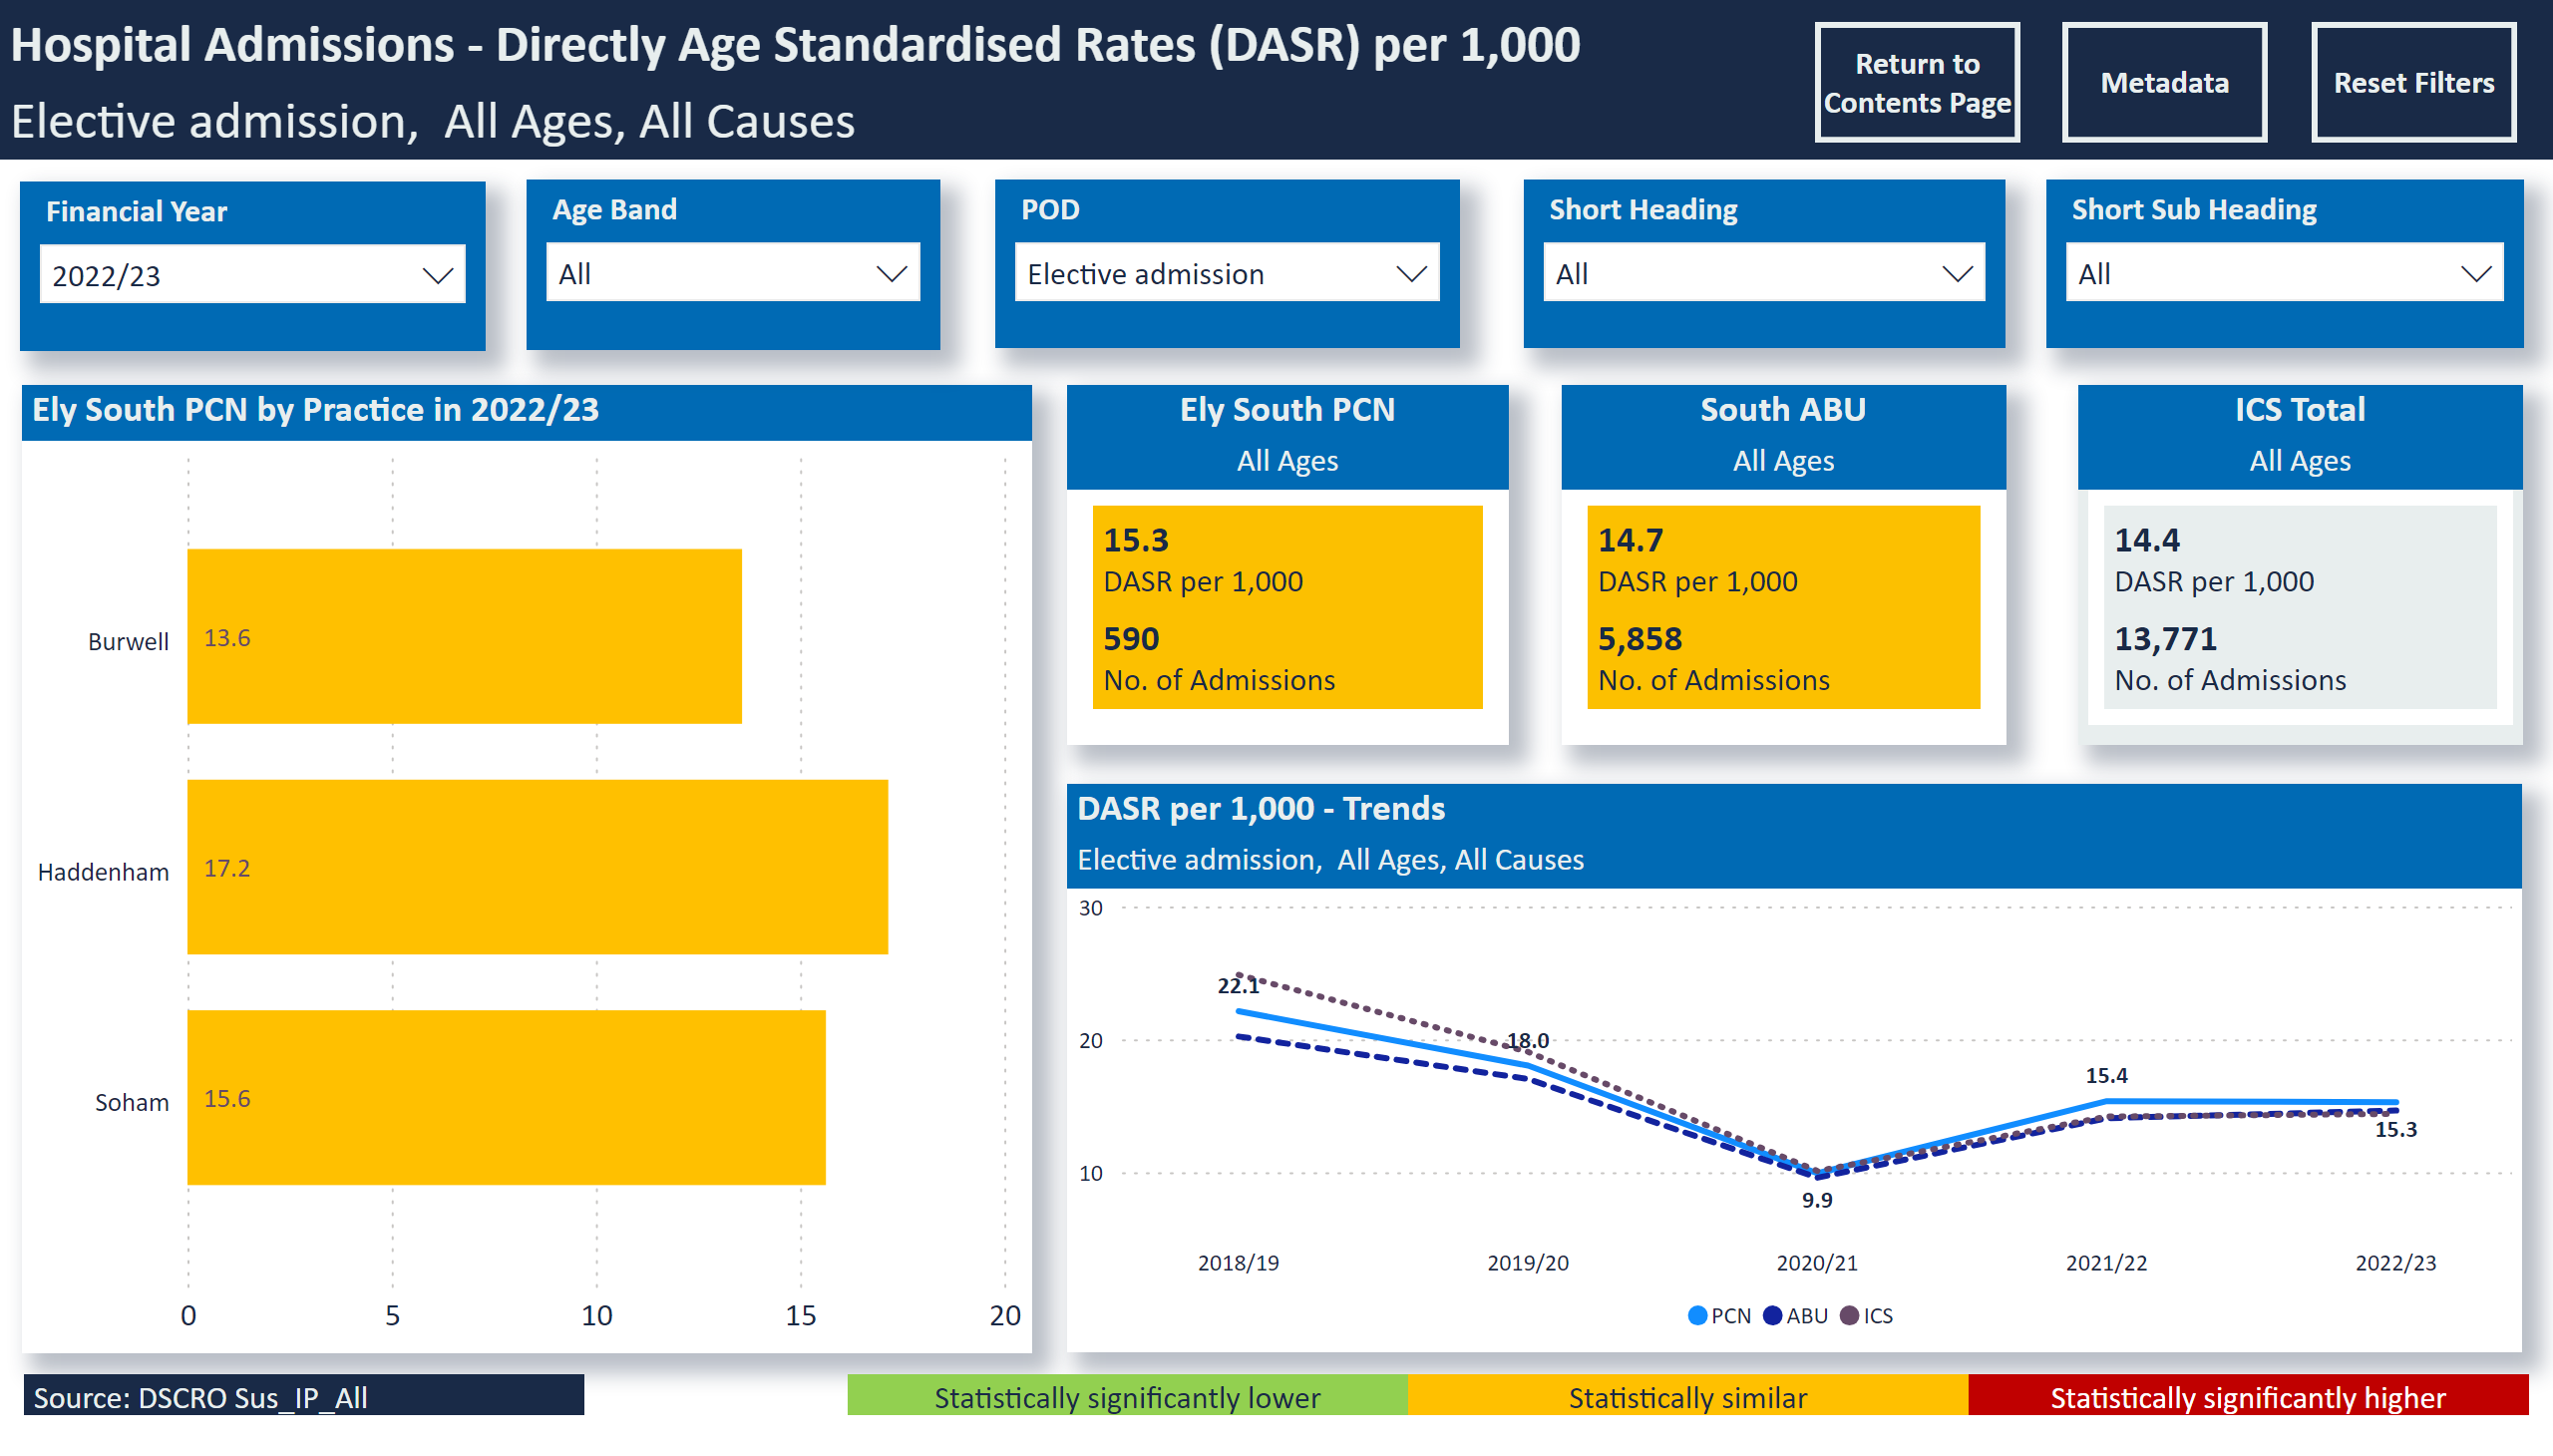 Hospital Admissions - Directly Age Standardised Rates (DASR) per 1,000
Elective admission,  All Ages, All Causes
Return to
Contents Page
Metadata
Reset Filters
Financial Year
2022/23
Age Band
All
POD
Elective admission
Short Heading
All
Short Sub Heading
All
Ely South PCN by Practice in 2022/23
Burwell
13.6
Haddenham
17.2
Soham
15.6
0
5
10
15
20
Ely South PCN
All Ages
15.3
DASR per 1,000
590
No. of Admissions
South ABU
All Ages
14.7
DASR per 1,000
5,858
No. of Admissions
ICS Total
All Ages
14.4
DASR per 1,000
13,771
No. of Admissions
DASR per 1,000 - Trends
Elective admission,  All Ages, All Causes
30
20
10
22.1
18.0
9.9
15.4
15.3
2018/19
2019/20
2020/21
2021/22
2022/23
PCN
ABU
ICS
Source: DSCRO Sus_IP_All
Statistically significantly lower
Statistically similar
Statistically significantly higher